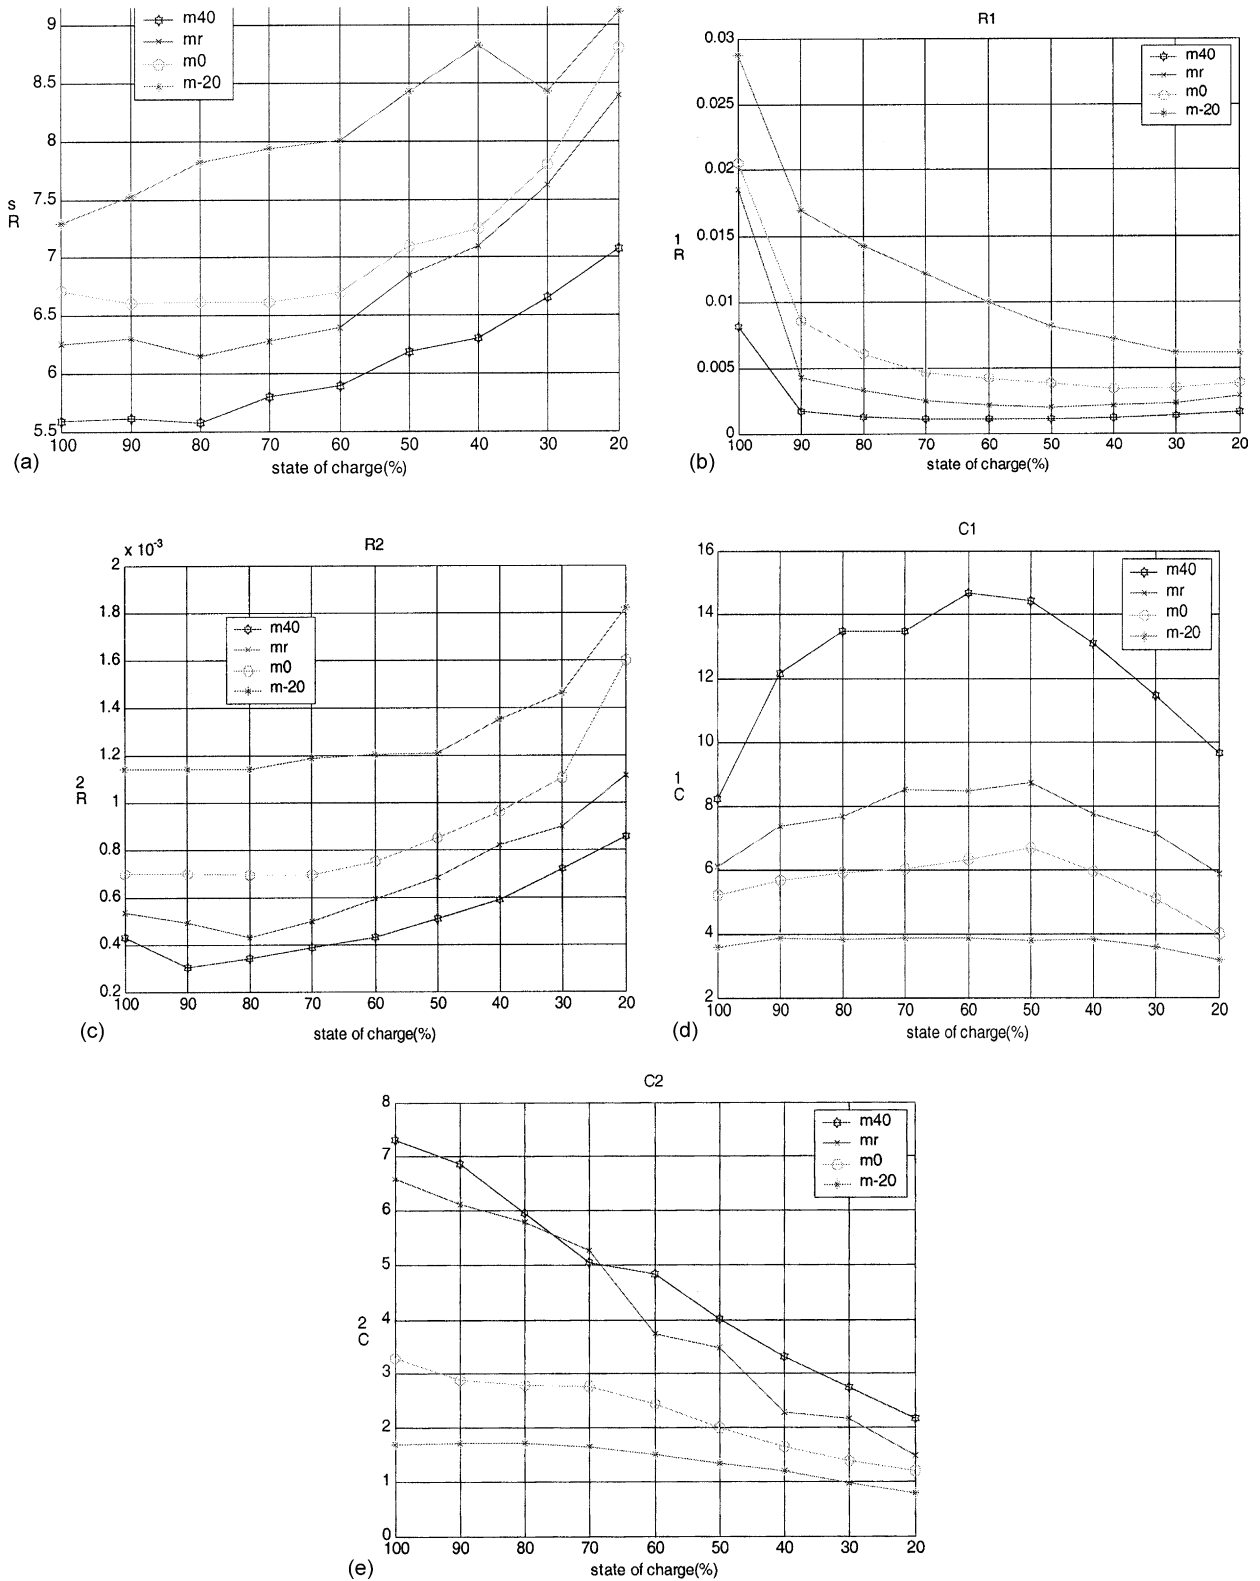 9
8.5
8
7.5
7
6.5
6
5.5
s
R
m40
mr
m0
m-20
100 90 80 70 60 50 40 30 20
(a) state of charge(%)
R1
0.03
0.025
0.02
0.015
0.01
0.005
0
1
R
m40
mr
m0
m-20
100 90 80 70 60 50 40 30 20
(b) state of charge(%)
x 10-3
R2
2
1.8
1.6
1.4
1.2
1
0.8
0.6
0.4
0.2
2
R
m40
mr
m0
m-20
100 90 80 70 60 50 40 30 20
(c) state of charge(%)
C1
16
14
12
10
8
6
4
2
1
C
m40
mr
m0
m-20
100 90 80 70 60 50 40 30 20
(d) state of charge(%)
C2
8
7
6
5
4
3
2
1
0
2
C
m40
mr
m0
m-20
100 90 80 70 60 50 40 30 20
(e) state of charge(%)